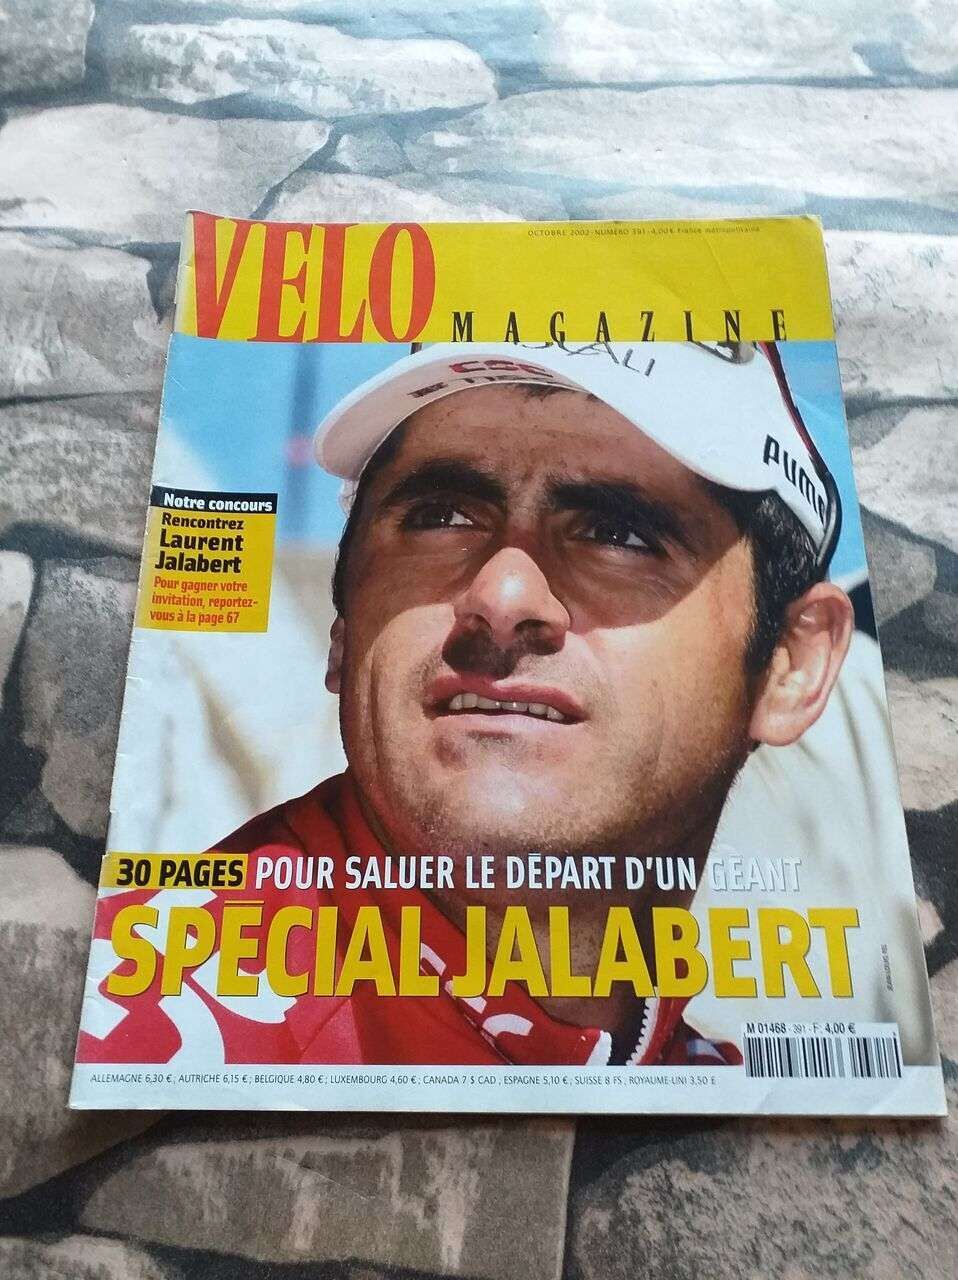 VELO
OCTOBRE 2002 - NUMÉRO 391 - 4,00 € France métropolitaine
MAGAZINE
CSC
puma
Notre concours
Rencontrez
Laurent
Jalabert
Pour gagner votre
invitation, reportez-
vous à la page 67
30 PAGES POUR SALUER LE DÉPART D'UN GÉANT
SPÉCIAL JALABERT
M 01468 - 391 - F: 4,00 €
ALLEMAGNE 6,30 € ; AUTRICHE 6,15 € ; BELGIQUE 4,80 € ; LUXEMBOURG 4,60 € ; CANADA 7 $ CAD ; ESPAGNE 5,10 € ; SUISSE 8 FS ; ROYAUME-UNI 3,50 £